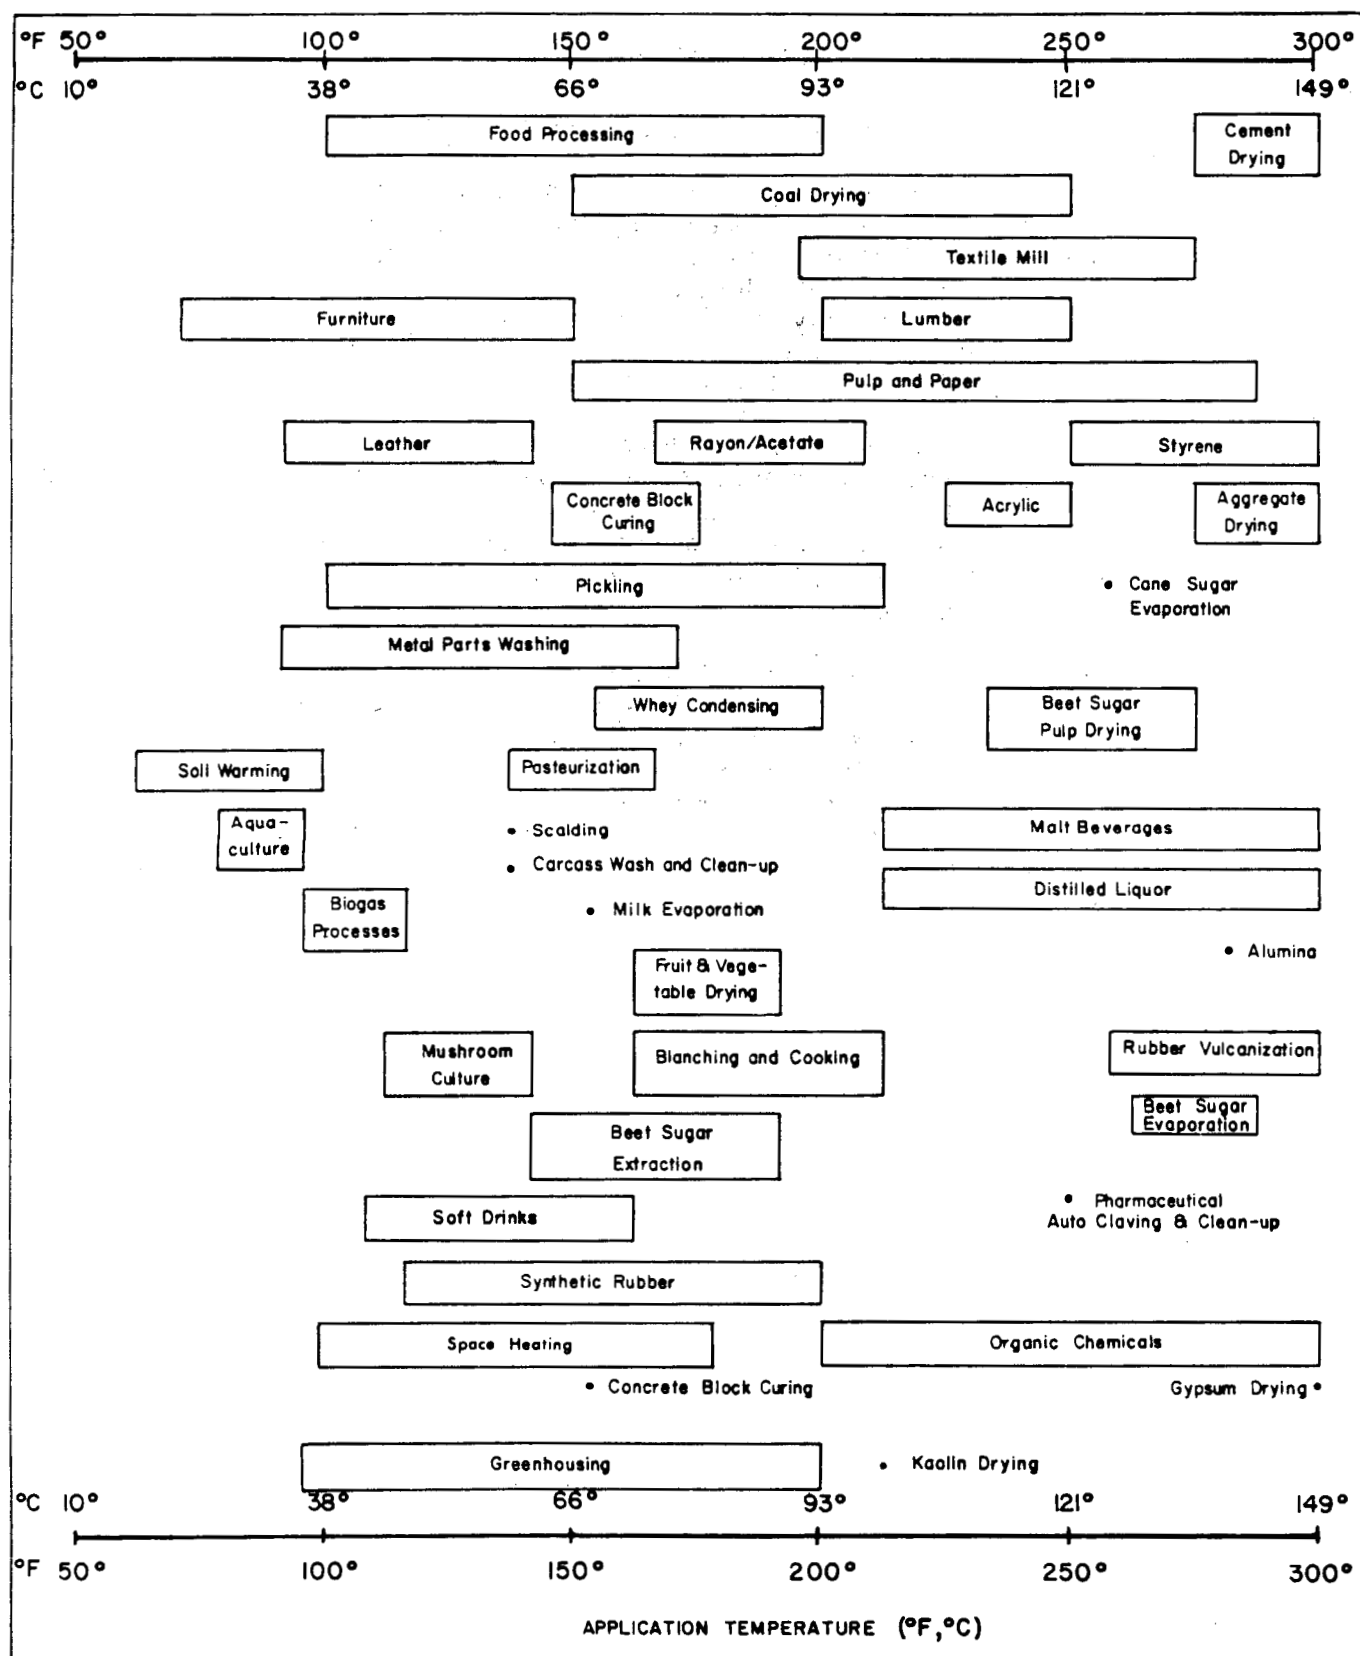 °F 50° 100° 150° 200° 250° 300°
°C 10° 38° 66° 93° 121° 149°
Food Processing
Cement
Drying
Coal Drying
Textile Mill
Furniture
Lumber
Pulp and Paper
Leather
Rayon/Acetate
Styrene
Concrete Block
Curing
Acrylic
Aggregate
Drying
Pickling
• Cane Sugar
Evaporation
Metal Parts Washing
Whey Condensing
Beet Sugar
Pulp Drying
Soil Warming
Pasteurization
Aqua-
culture
• Scalding
Malt Beverages
• Carcass Wash and Clean-up
Distilled Liquor
Biogas
Processes
• Milk Evaporation
• Alumina
Fruit & Vege-
table Drying
Mushroom
Culture
Blanching and Cooking
Rubber Vulcanization
Beet Sugar
Evaporation
Beet Sugar
Extraction
• Pharmaceutical
Auto Claving & Clean-up
Soft Drinks
Synthetic Rubber
Space Heating
Organic Chemicals
• Concrete Block Curing
Gypsum Drying •
Greenhousing
• Kaolin Drying
°C 10° 38° 66° 93° 121° 149°
°F 50° 100° 150° 200° 250° 300°
APPLICATION TEMPERATURE (°F,°C)